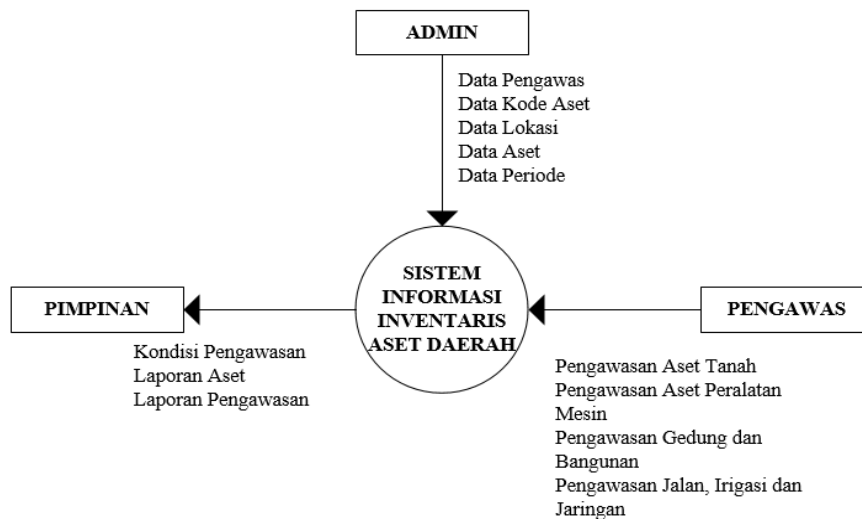 ADMIN
Data Pengawas
Data Kode Aset
Data Lokasi
Data Aset
Data Periode
SISTEM
INFORMASI
INVENTARIS
ASET DAERAH
PIMPINAN
Kondisi Pengawasan
Laporan Aset
Laporan Pengawasan
PENGAWAS
Pengawasan Aset Tanah
Pengawasan Aset Peralatan
Mesin
Pengawasan Gedung dan
Bangunan
Pengawasan Jalan, Irigasi dan
Jaringan